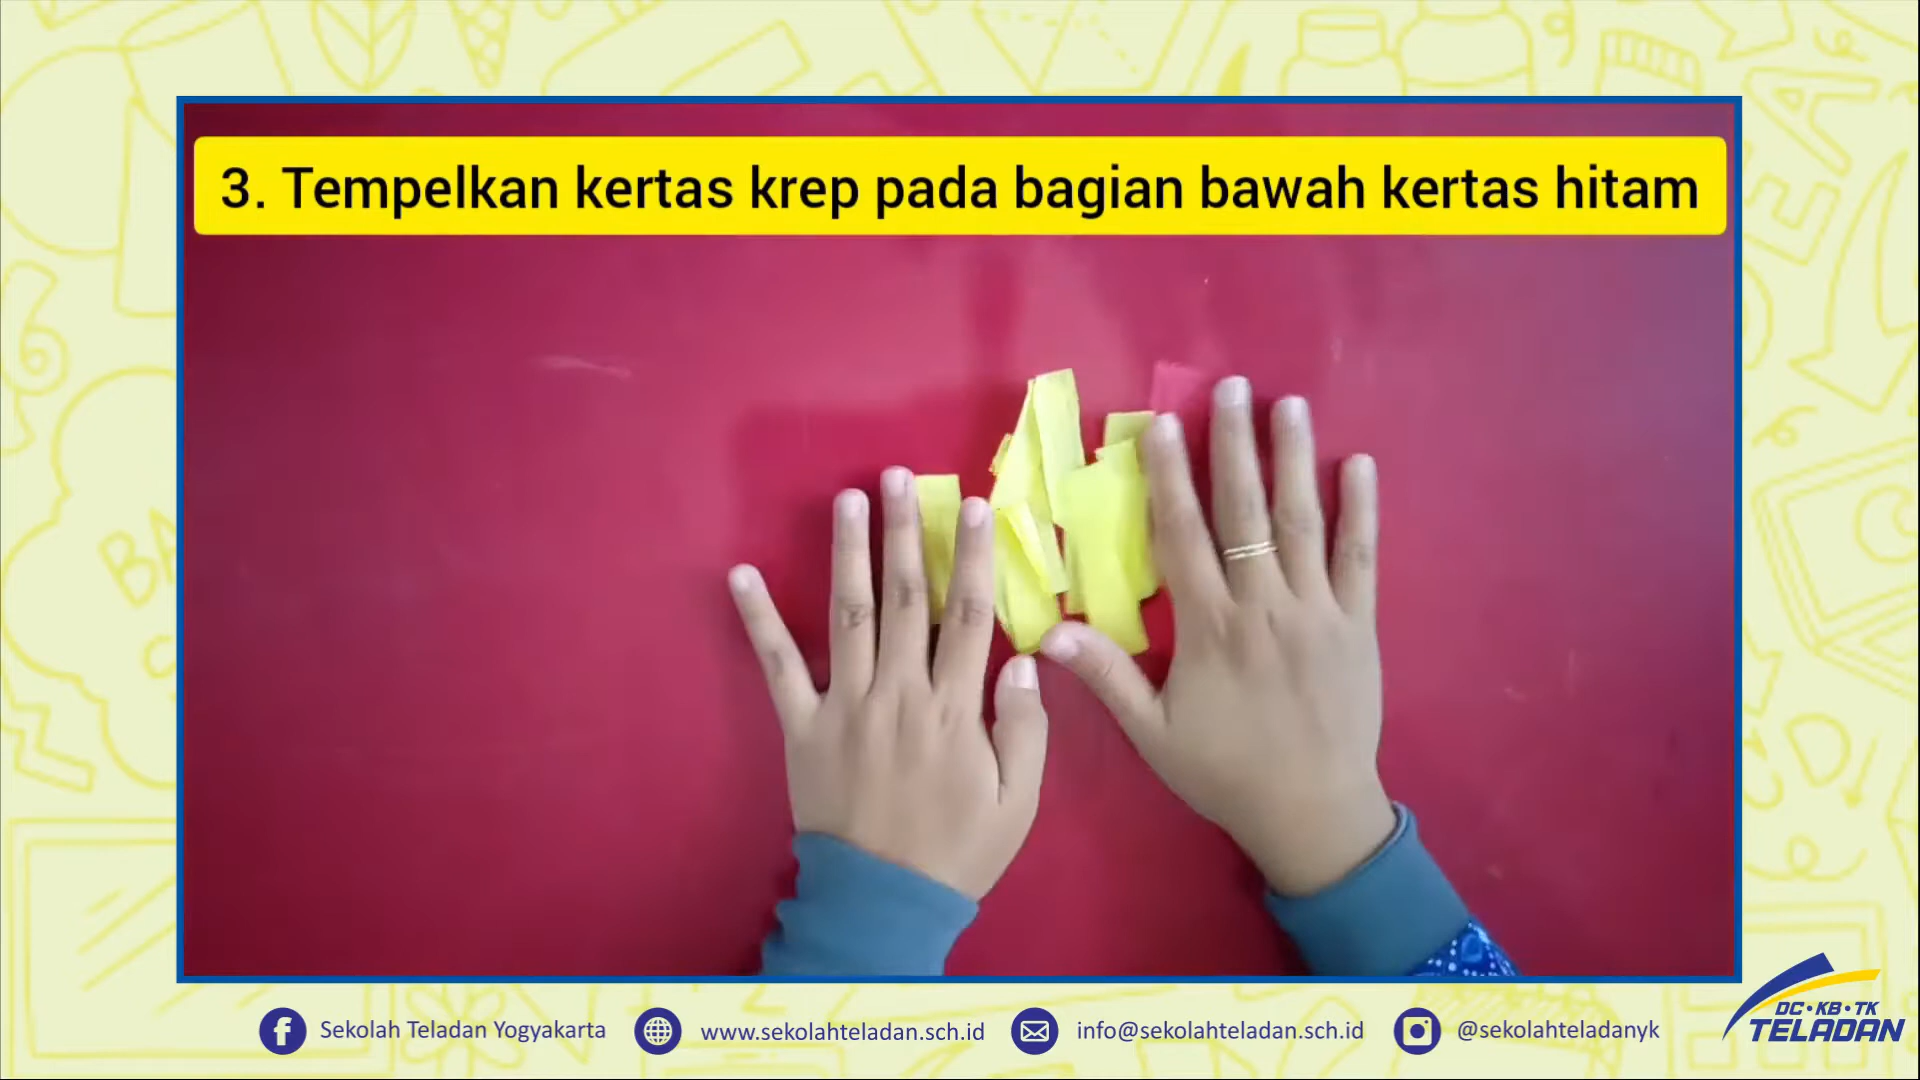 3. Tempelkan kertas krep pada bagian bawah kertas hitam
Sekolah Teladan Yogyakarta
www.sekolahteladan.sch.id
info@sekolahteladan.sch.id
@sekolahteladanyk
DC•KB•TK
TELADAN